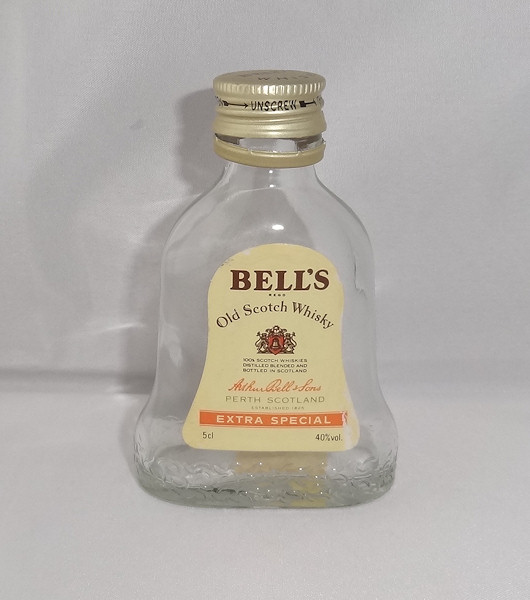 UNSCREW
BELL'S
REGD
Old Scotch Whisky
100% SCOTCH WHISKIES
DISTILLED BLENDED AND
BOTTLED IN SCOTLAND
Arthur Bell & Sons
PERTH SCOTLAND
ESTABLISHED 1825
EXTRA SPECIAL
5cl 40%vol.